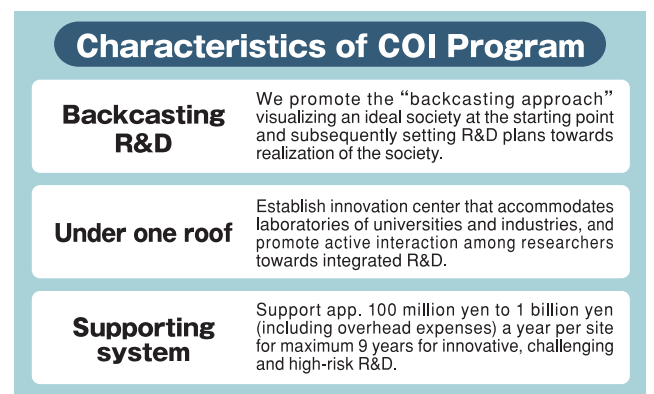 Characteristics of COI Program
Backcasting
R&D
We promote the “backcasting approach”
visualizing an ideal society at the starting point
and subsequently setting R&D plans towards
realization of the society.
Under one roof
Establish innovation center that accommodates
laboratories of universities and industries, and
promote active interaction among researchers
towards integrated R&D.
Supporting
system
Support app. 100 million yen to 1 billion yen
(including overhead expenses) a year per site
for maximum 9 years for innovative, challenging
and high-risk R&D.